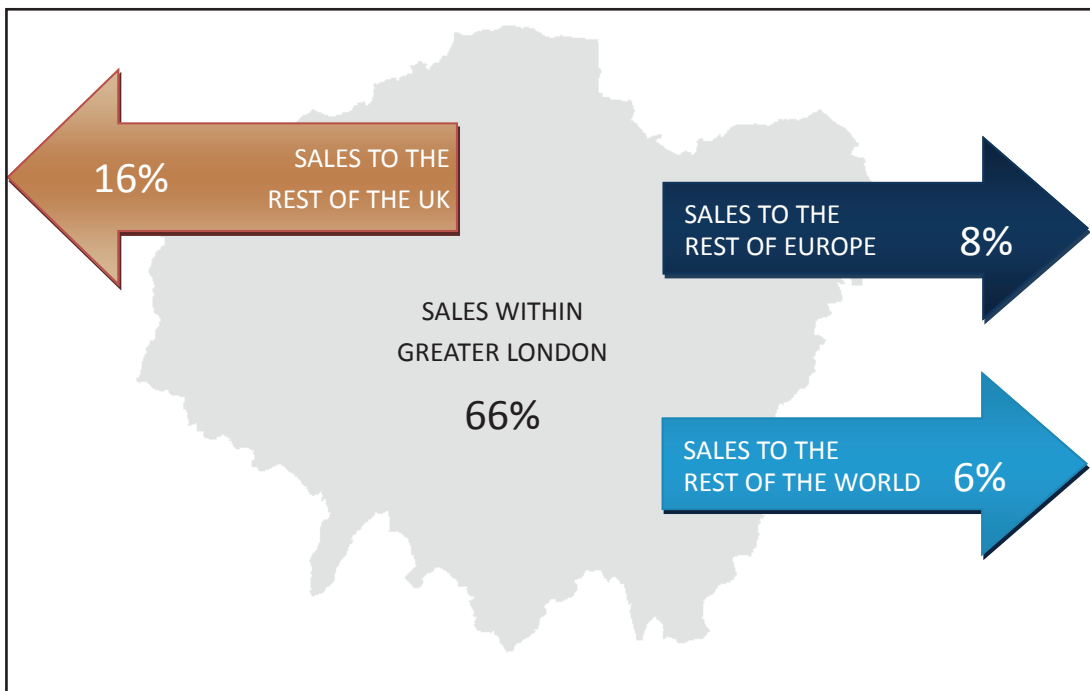 16%
SALES TO THE
REST OF THE UK
SALES TO THE
REST OF EUROPE
8%
SALES WITHIN
GREATER LONDON
66%
SALES TO THE
REST OF THE WORLD
6%